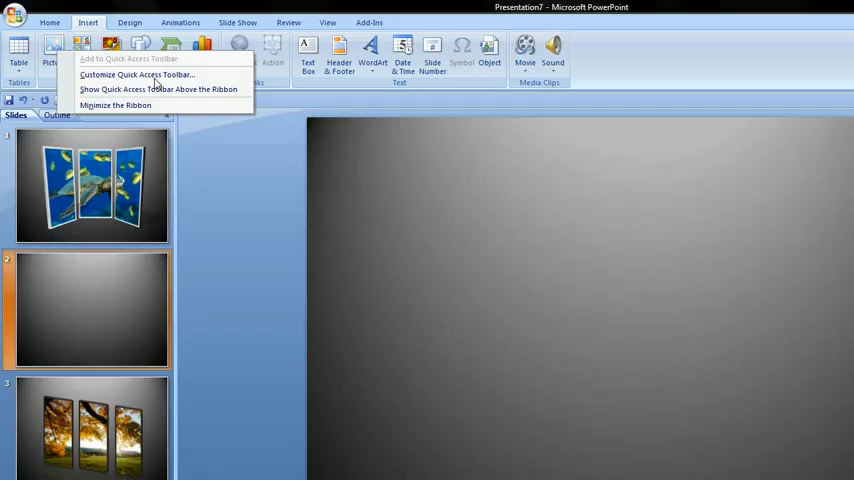 Presentation7 - Microsoft PowerPoint
Home Insert Design Animations Slide Show Review View Add-Ins
Add to Quick Access Toolbar
Customize Quick Access Toolbar...
Show Quick Access Toolbar Above the Ribbon
Minimize the Ribbon
Table
Text Box
Header & Footer
WordArt
Date & Time
Slide Number
Symbol
Object
Movie
Sound
Action
Tables
Text
Media Clips
Slides Outline
1
2
3